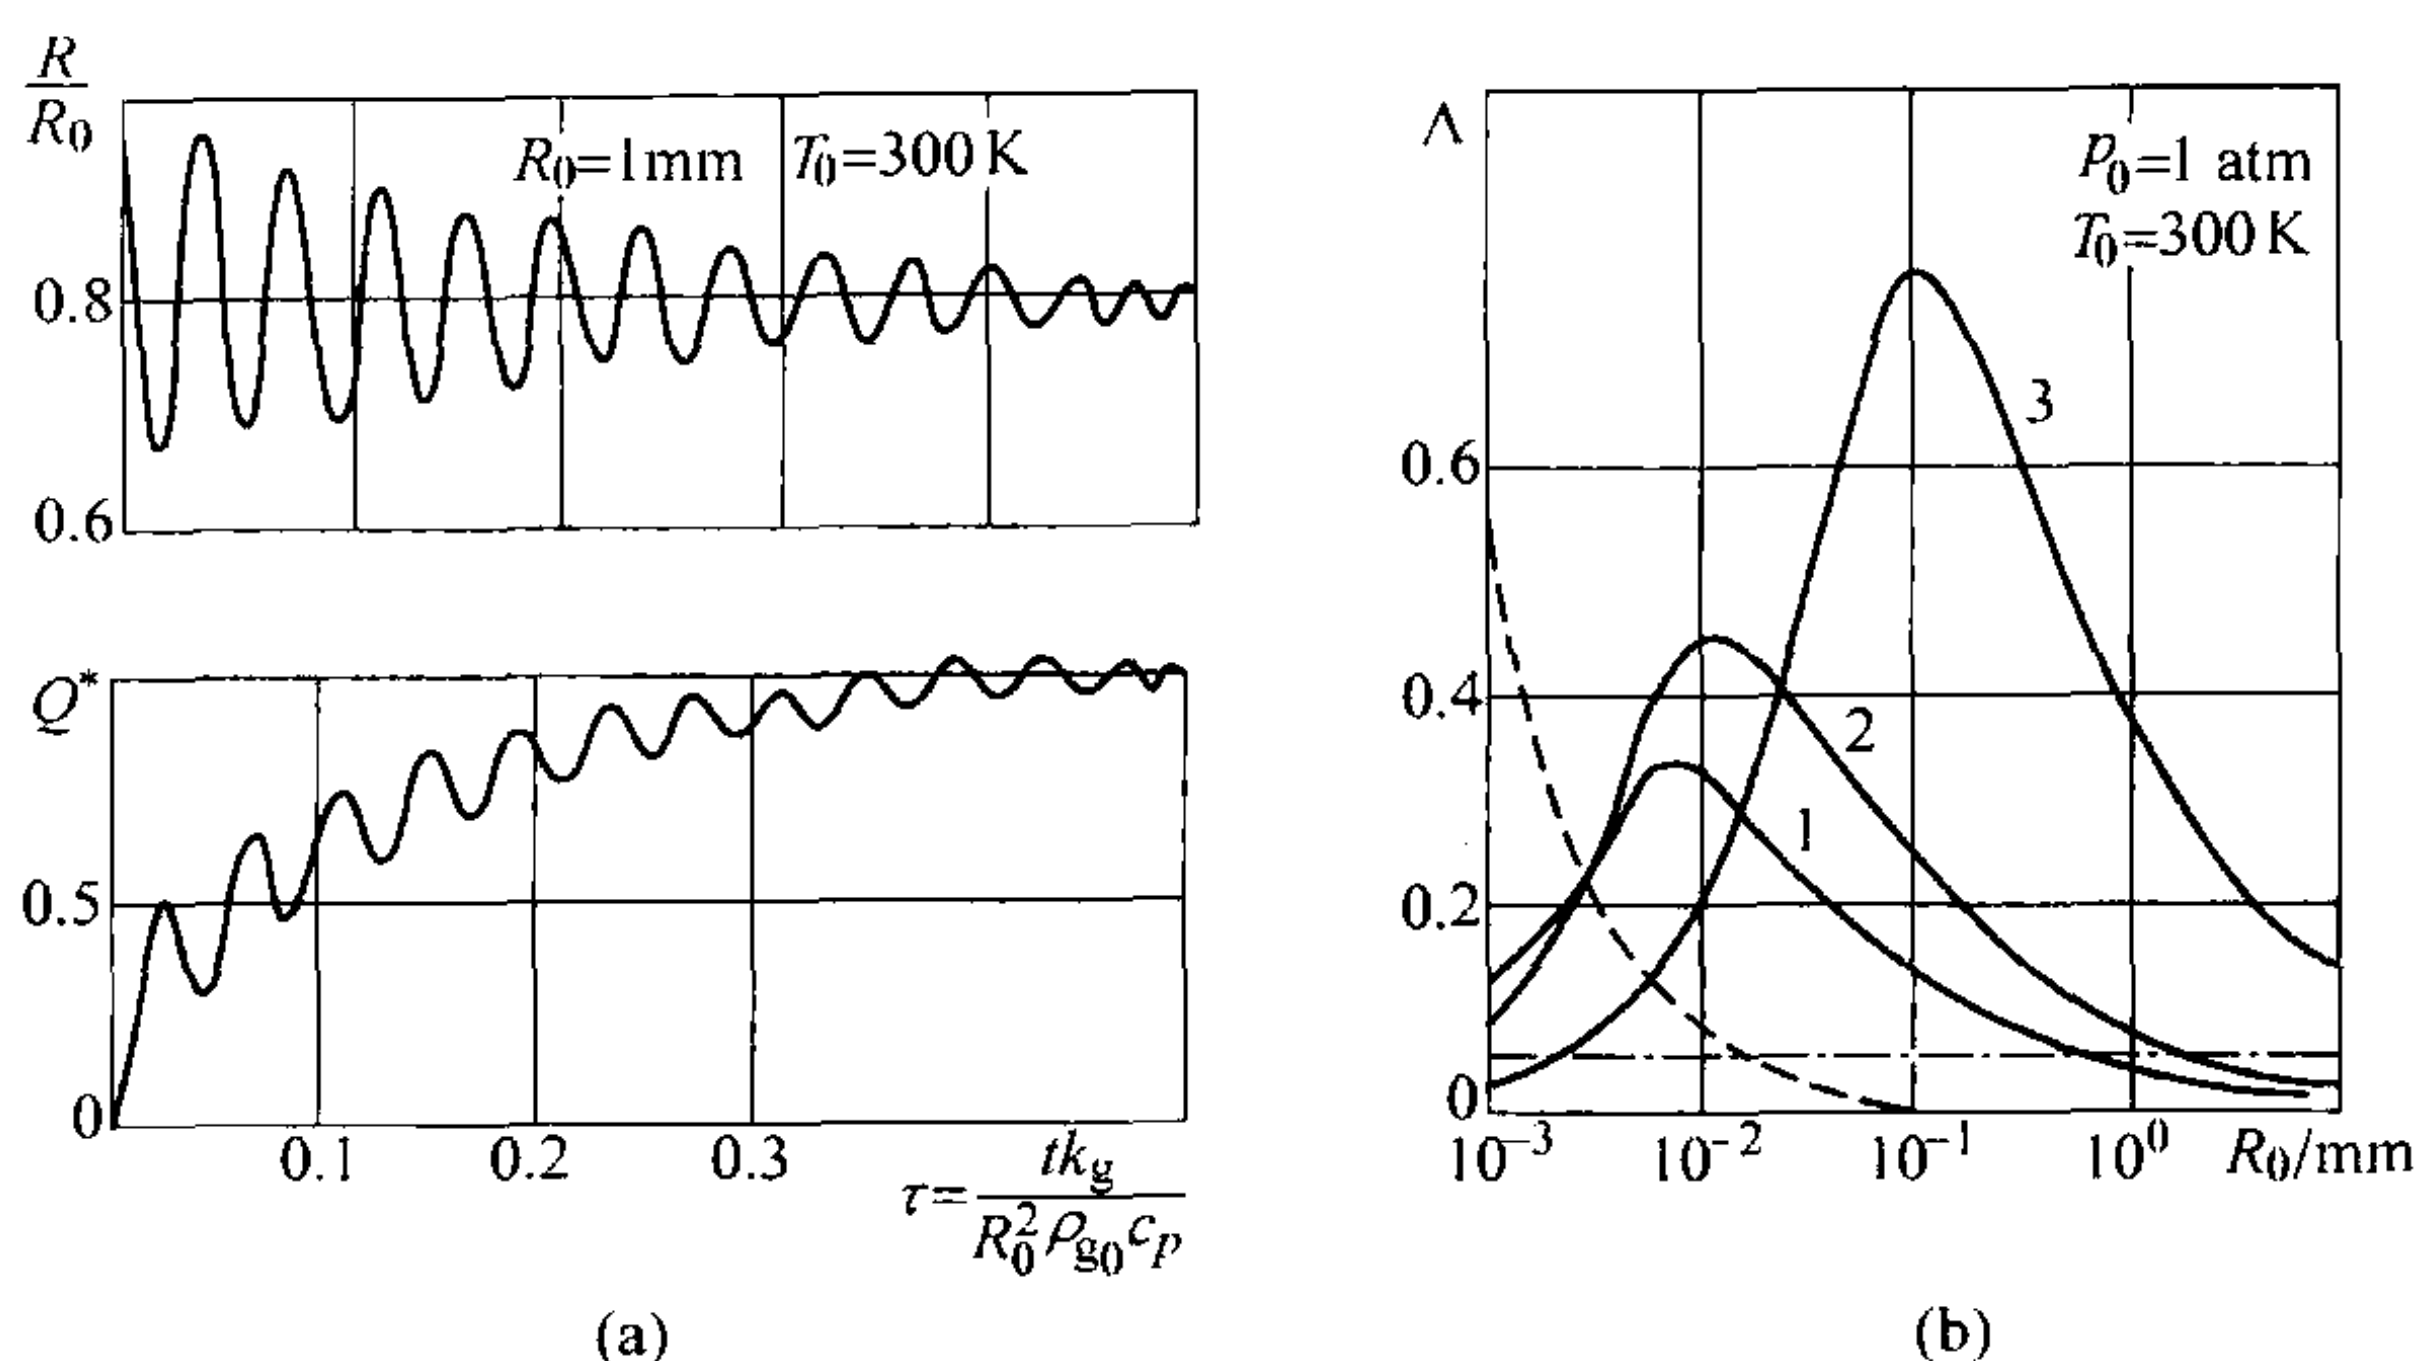 R
R0
R0=1mm
T0=300 K
0.8
0.6
Q*
0.5
0
0.1
0.2
0.3
τ=
tkg
R0^2 ρg0 cp
(a)
Λ
p0=1 atm
T0=300 K
3
0.6
0.4
2
1
0.2
0
10^-3
10^-2
10^-1
10^0
R0/mm
(b)